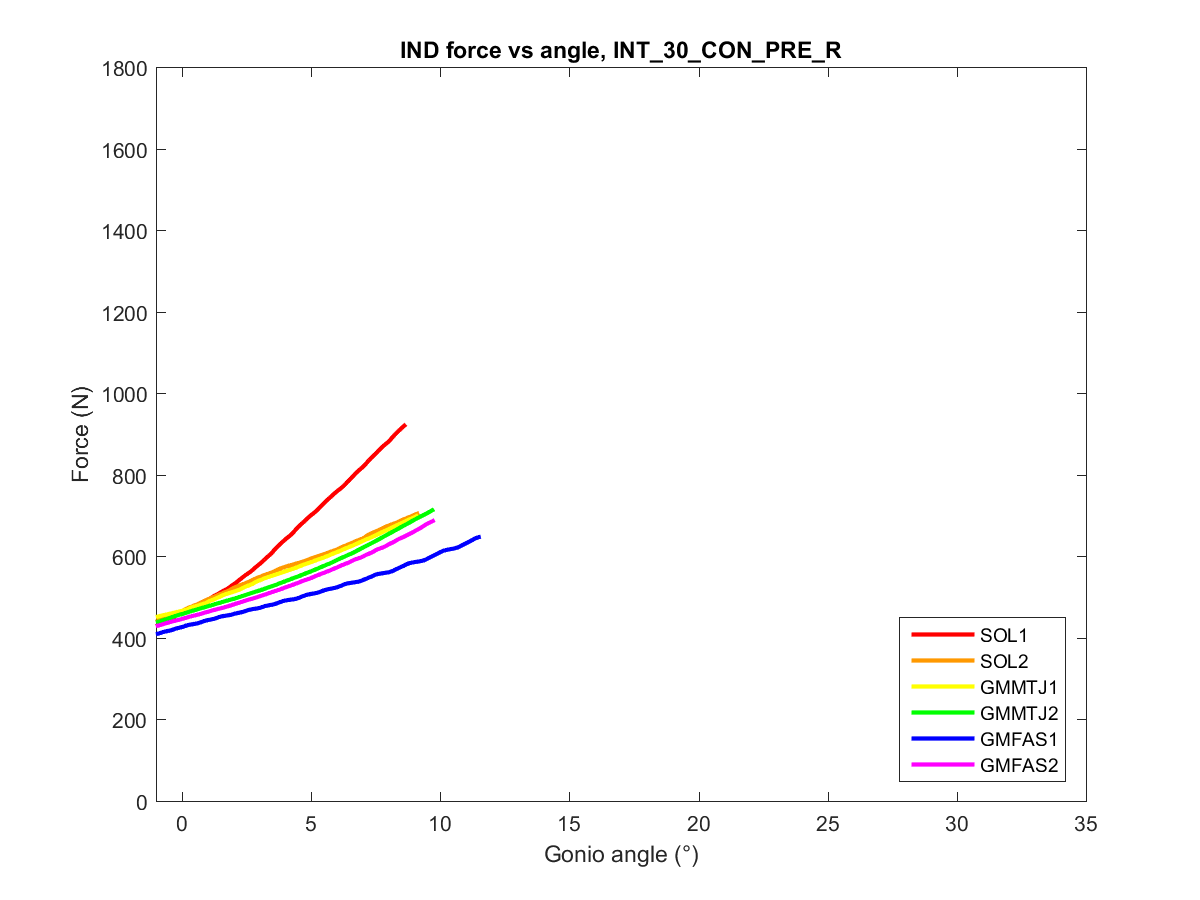 IND force vs angle, INT_30_CON_PRE_R
1800
1600
1400
1200
1000
800
600
400
200
0
Force (N)
0 5 10 15 20 25 30 35
Gonio angle (°)
SOL1
SOL2
GMMTJ1
GMMTJ2
GMFAS1
GMFAS2